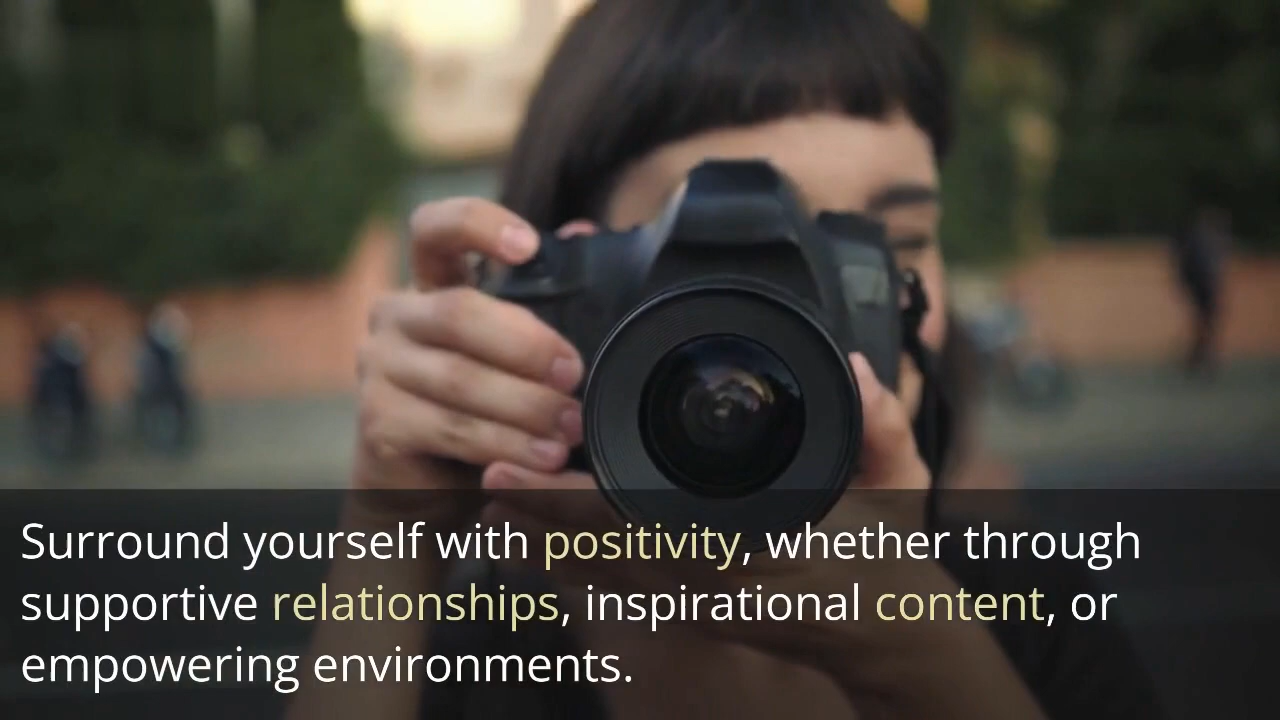 Surround yourself with positivity, whether through
supportive relationships, inspirational content, or
empowering environments.